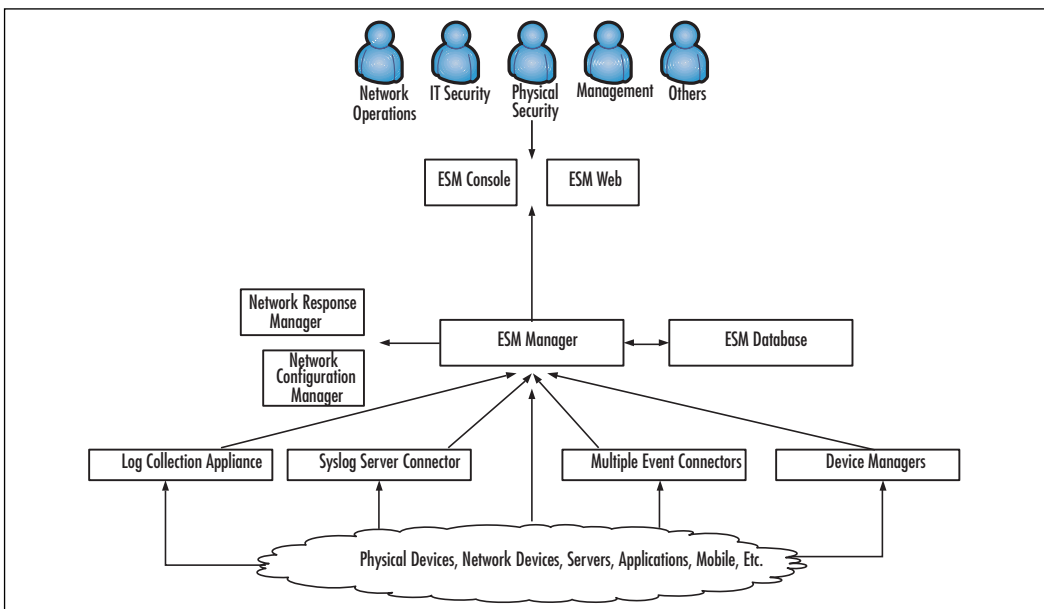 Network
Operations
IT Security
Physical
Security
Management
Others
ESM Console
ESM Web
Network Response
Manager
ESM Manager
ESM Database
Network
Configuration
Manager
Log Collection Appliance
Syslog Server Connector
Multiple Event Connectors
Device Managers
Physical Devices, Network Devices, Servers, Applications, Mobile, Etc.